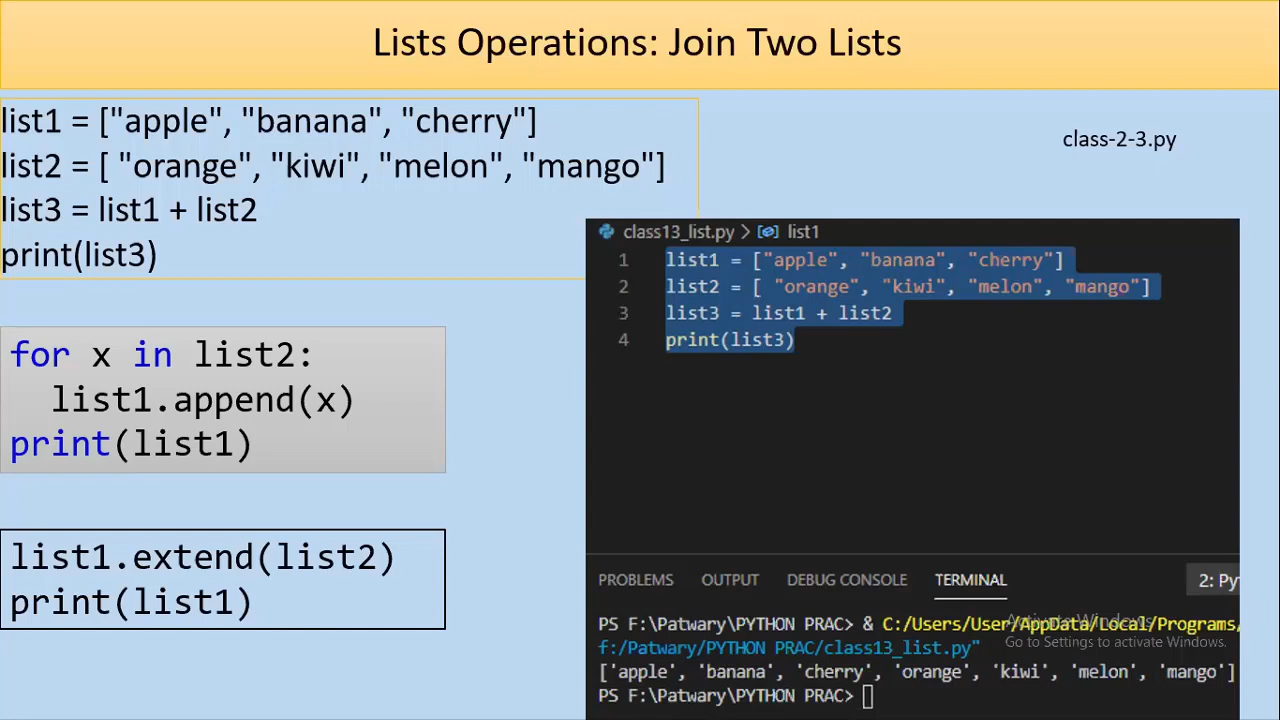 Lists Operations: Join Two Lists
list1 = ["apple", "banana", "cherry"]
list2 = [ "orange", "kiwi", "melon", "mango"]
list3 = list1 + list2
print(list3)
class-2-3.py
for x in list2:
  list1.append(x)
print(list1)
list1.extend(list2)
print(list1)
class13_list.py > list1
1 list1 = ["apple", "banana", "cherry"]
2 list2 = [ "orange", "kiwi", "melon", "mango"]
3 list3 = list1 + list2
4 print(list3)
PROBLEMS OUTPUT DEBUG CONSOLE TERMINAL 2: Py
PS F:\Patwary\PYTHON PRAC> & C:/Users/User/AppData/Local/Programs/
f:/Patwary/PYTHON PRAC/class13_list.py"
['apple', 'banana', 'cherry', 'orange', 'kiwi', 'melon', 'mango']
PS F:\Patwary\PYTHON PRAC>
Activate Windows
Go to Settings to activate Windows.